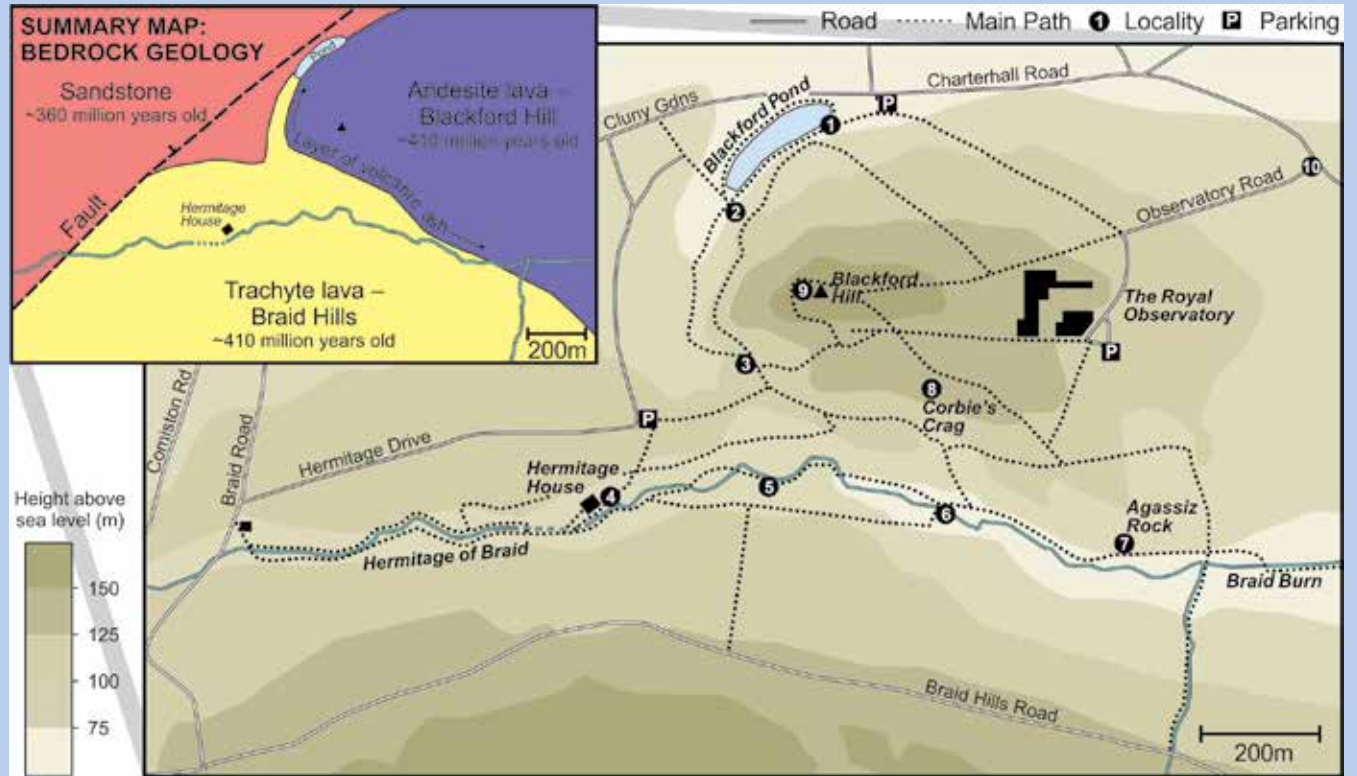 SUMMARY MAP:
BEDROCK GEOLOGY
Sandstone
~360 million years old
Pond
Andesite lava –
Blackford Hill
~410 million years old
Layer of volcanic ash
Fault
Hermitage
House
Trachyte lava –
Braid Hills
~410 million years old
200m
Road
Main Path
1 Locality
P Parking
Charterhall Road
Cluny Gdns
Blackford Pond
P
1
2
10
Observatory Road
9
Blackford
Hill
The Royal
Observatory
P
3
8
Corbie's
Crag
P
Comiston Rd
Braid Road
Hermitage Drive
Hermitage
House
4
5
6
Agassiz
Rock
7
Hermitage of Braid
Braid Burn
Braid Hills Road
Height above
sea level (m)
150
125
100
75
200m